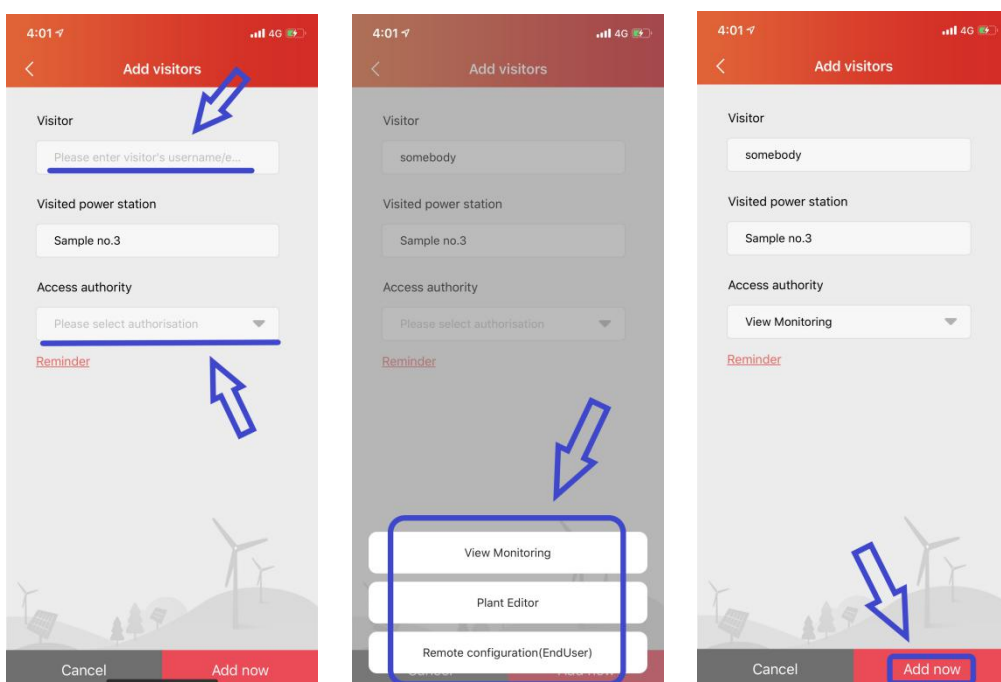 4:01
4G
Add visitors
Visitor
Please enter visitor's username/e...
Visited power station
Sample no.3
Access authority
Please select authorisation
Reminder
Cancel
Add now
4:01
4G
Add visitors
Visitor
somebody
Visited power station
Sample no.3
Access authority
Please select authorisation
Reminder
View Monitoring
Plant Editor
Remote configuration(EndUser)
Cancel
Add now
4:01
4G
Add visitors
Visitor
somebody
Visited power station
Sample no.3
Access authority
View Monitoring
Reminder
Cancel
Add now